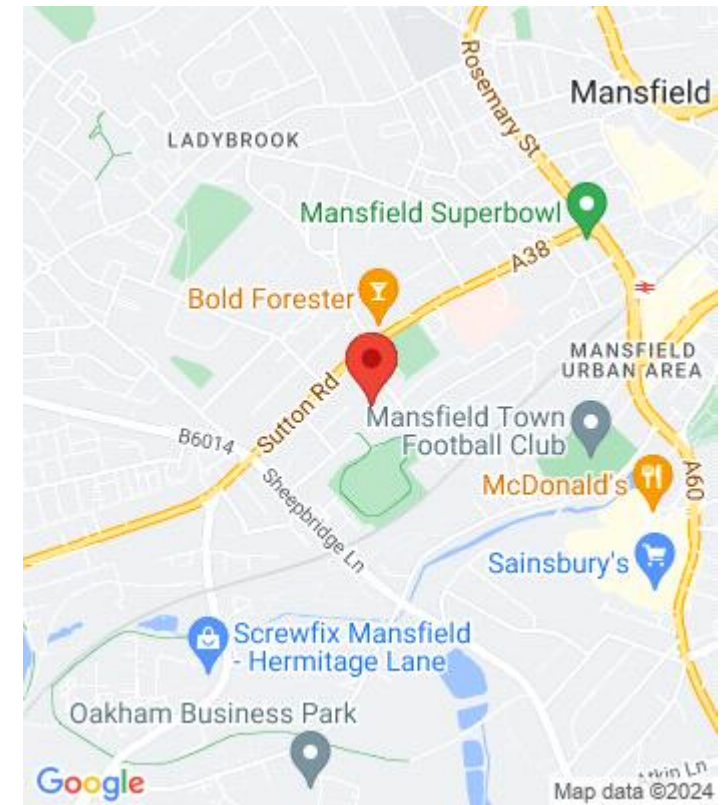 Rosemary St
Mansfield
LADYBROOK
Mansfield Superbowl
A38
Bold Forester
MANSFIELD
URBAN AREA
Sutton Rd
Mansfield Town
Football Club
B6014
McDonald's
A60
Sheepbridge Ln
Sainsbury's
Screwfix Mansfield
- Hermitage Lane
Oakham Business Park
Ln
Google
Map data ©2024